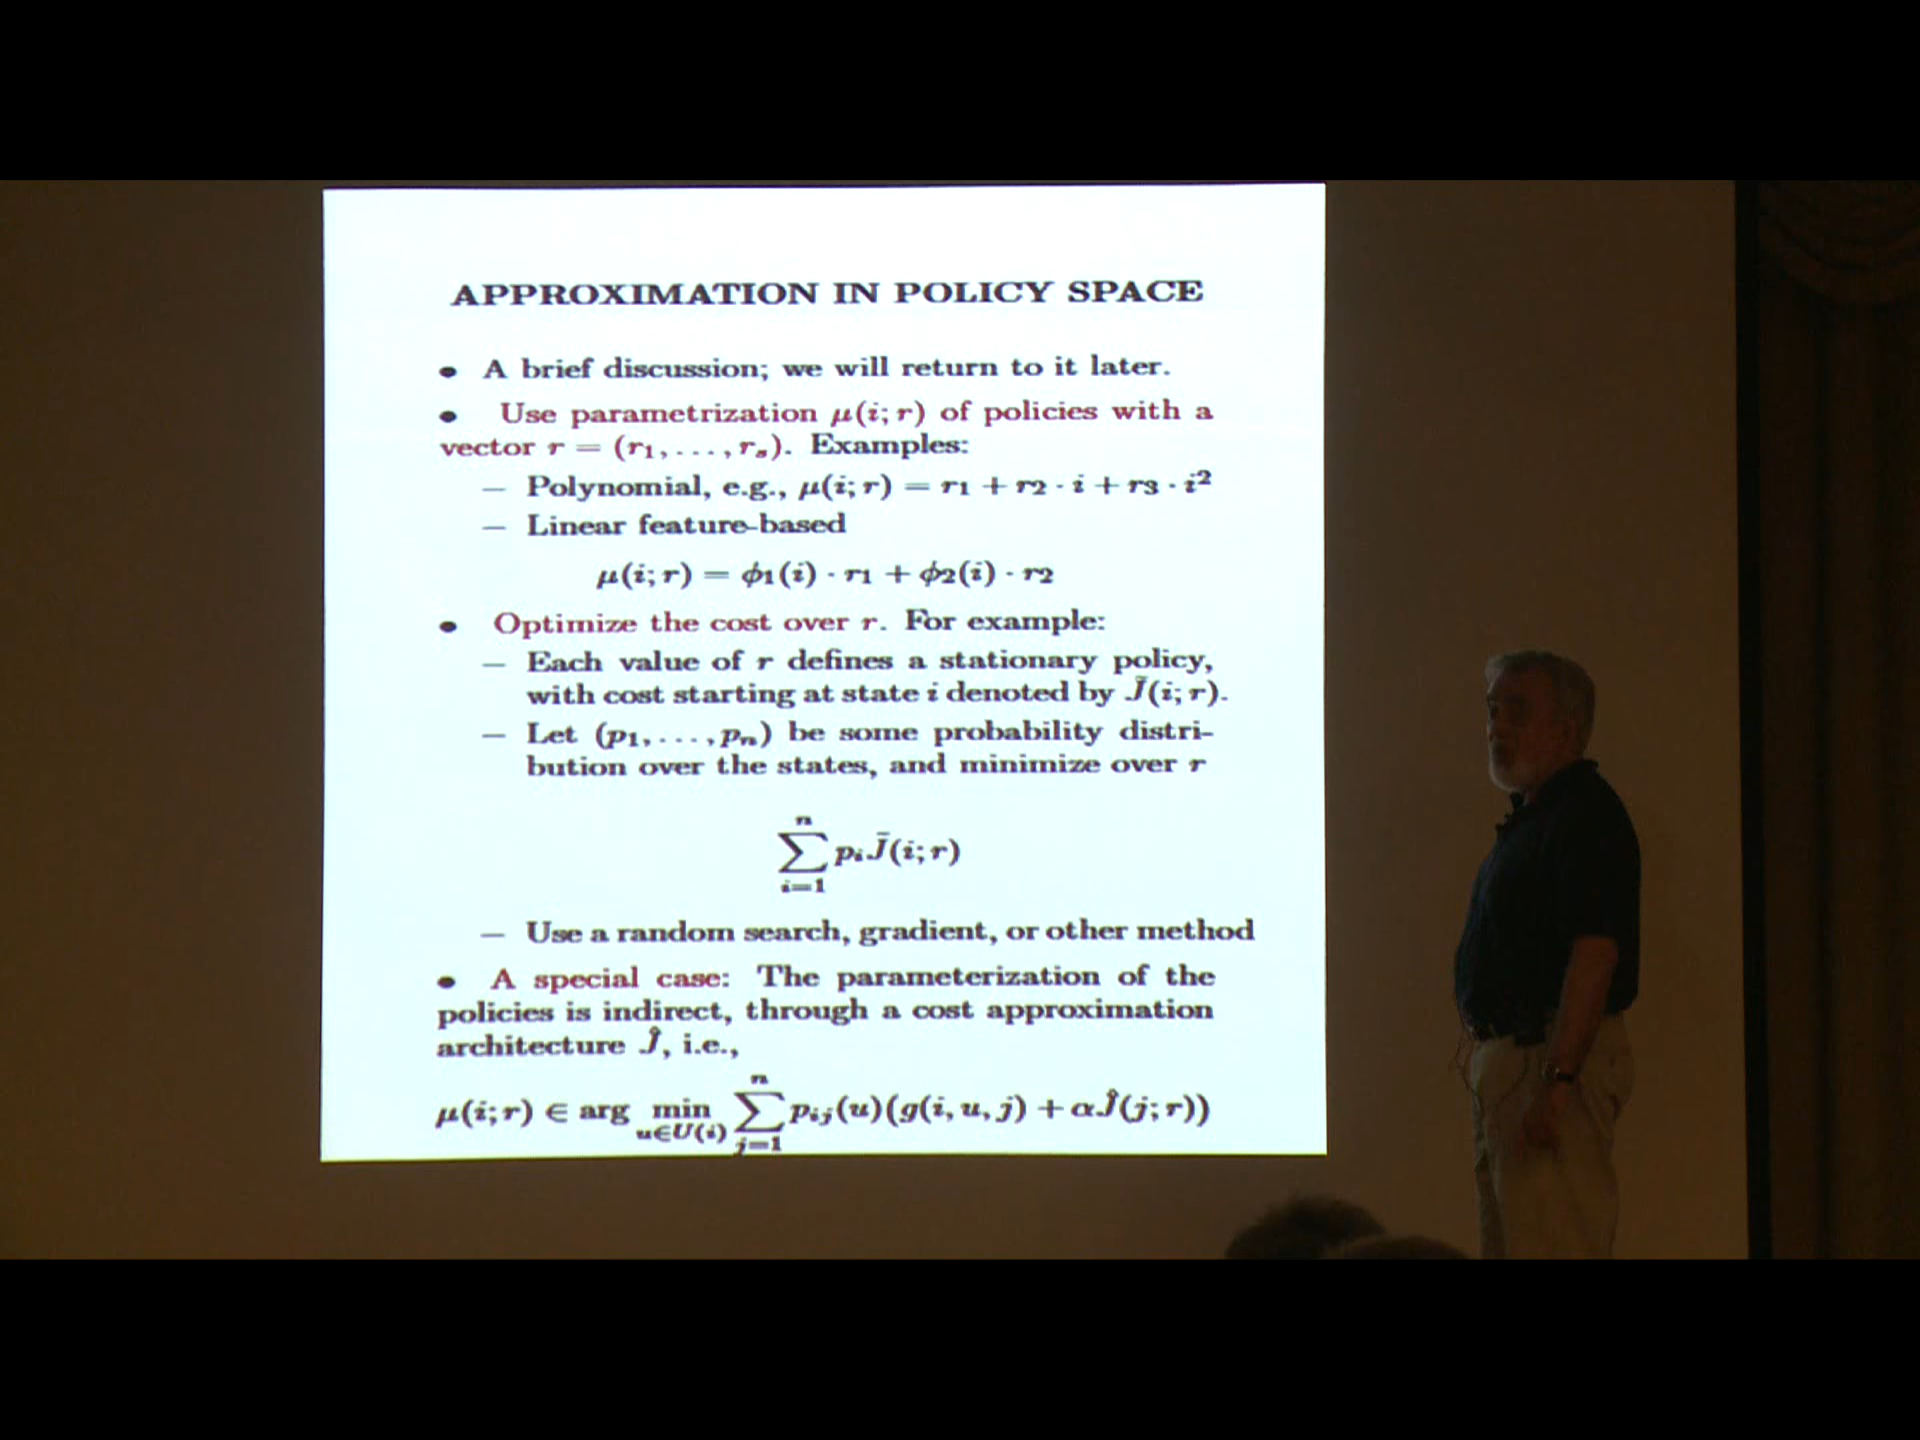 APPROXIMATION IN POLICY SPACE
• A brief discussion; we will return to it later.
• Use parametrization μ(i; r) of policies with a
vector r = (r₁, . . . , rₛ). Examples:
— Polynomial, e.g., μ(i; r) = r₁ + r₂ · i + r₃ · i²
— Linear feature-based
μ(i; r) = ϕ₁(i) · r₁ + ϕ₂(i) · r₂
• Optimize the cost over r. For example:
— Each value of r defines a stationary policy,
with cost starting at state i denoted by J̃(i; r).
— Let (p₁, . . . , pₙ) be some probability distri-
bution over the states, and minimize over r
∑_{i=1}^{n} pᵢJ̄(i; r)
— Use a random search, gradient, or other method
• A special case: The parameterization of the
policies is indirect, through a cost approximation
architecture Ĵ, i.e.,
μ(i; r) ∈ arg min_{u∈U(i)} ∑_{j=1}^{n} pᵢⱼ(u)(g(i, u, j) + αĴ(j; r))